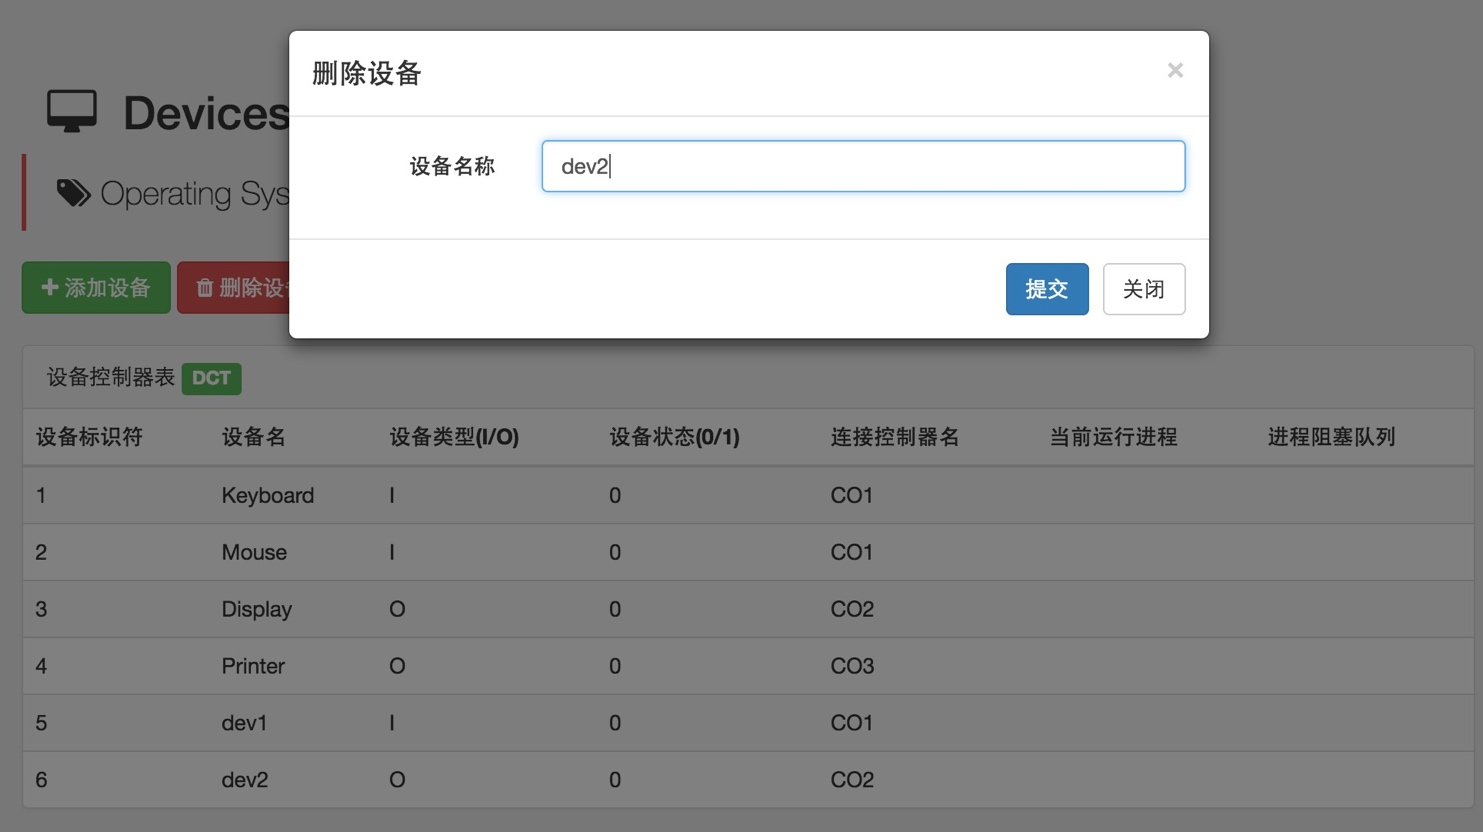 删除设备 ×
Devices
设备名称 dev2
Operating Sys
提交 关闭
添加设备 删除设
设备控制器表 DCT
设备标识符 设备名 设备类型(I/O) 设备状态(0/1) 连接控制器名 当前运行进程 进程阻塞队列
1 Keyboard I 0 CO1
2 Mouse I 0 CO1
3 Display O 0 CO2
4 Printer O 0 CO3
5 dev1 I 0 CO1
6 dev2 O 0 CO2